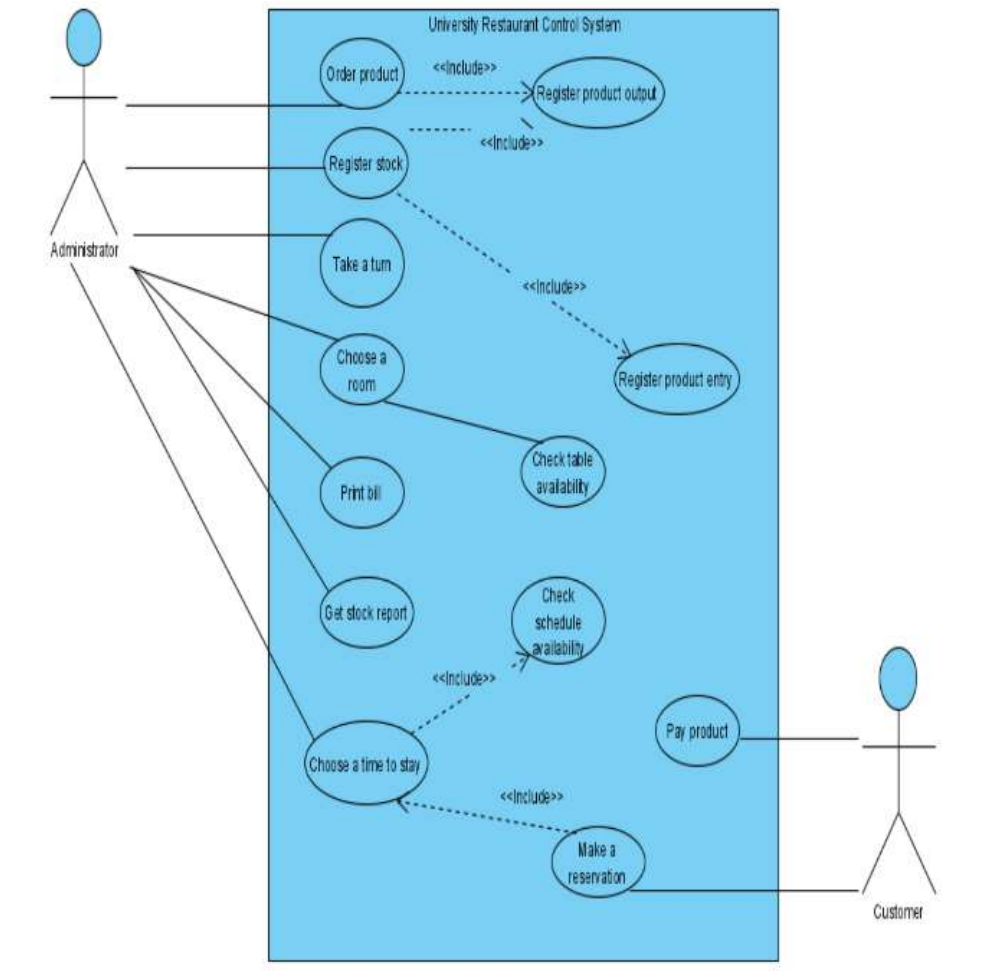 University Restaurant Control System
Order product
<<Include>>
Register product output
<<Include>>
Register stock
Administrator
Take a turn
<<Include>>
Choose a
room
Register product entry
Check table
availability
Print bill
Check
schedule
availability
Get stock report
<<Include>>
Pay product
Choose a time to stay
<<Include>>
Make a
reservation
Customer